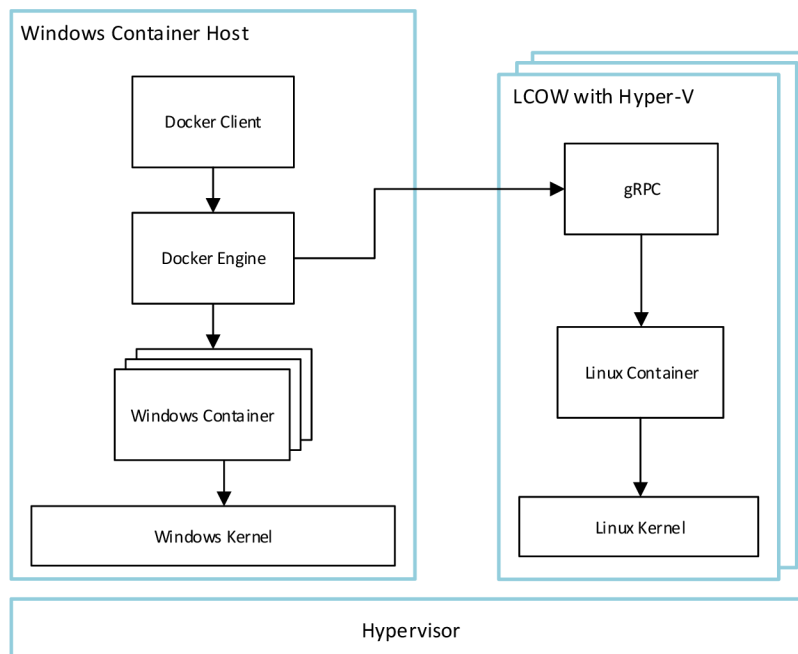 Windows Container Host
Docker Client
Docker Engine
Windows Container
Windows Kernel
LCOW with Hyper-V
gRPC
Linux Container
Linux Kernel
Hypervisor